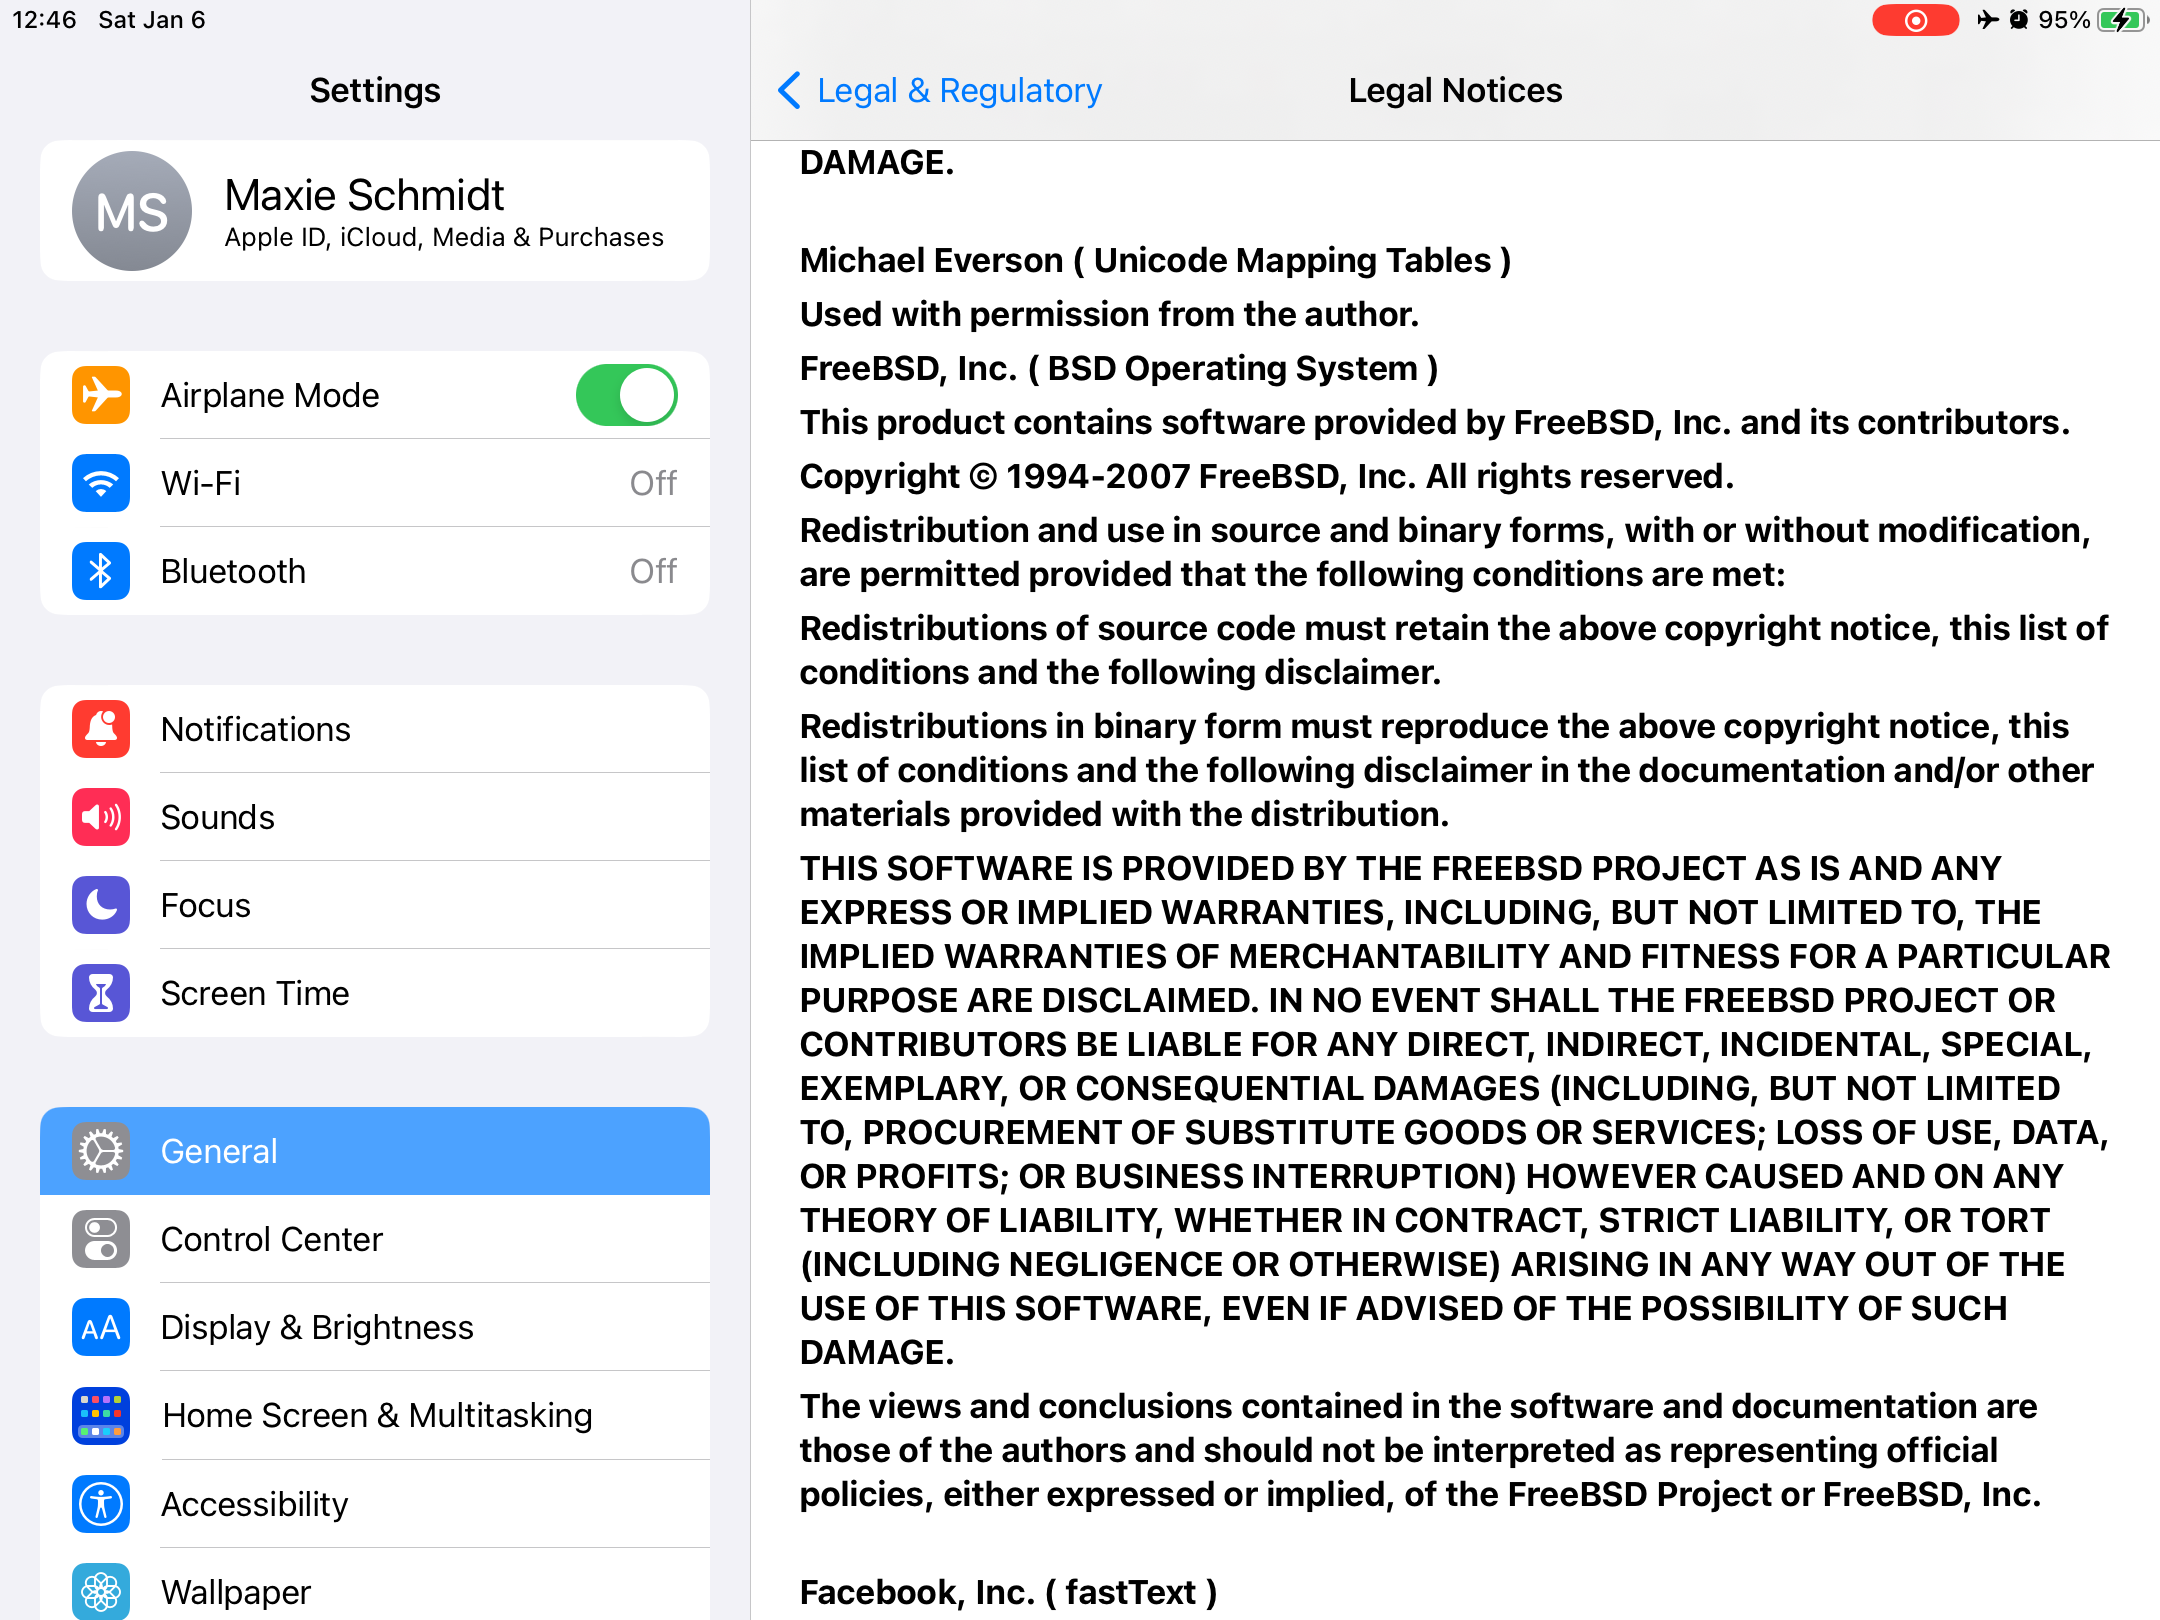 12:46 Sat Jan 6
95%
Settings
MS
Maxie Schmidt
Apple ID, iCloud, Media & Purchases
Airplane Mode
Wi-Fi Off
Bluetooth Off
Notifications
Sounds
Focus
Screen Time
General
Control Center
AA Display & Brightness
Home Screen & Multitasking
Accessibility
Wallpaper
Legal & Regulatory
Legal Notices
DAMAGE.
Michael Everson ( Unicode Mapping Tables )
Used with permission from the author.
FreeBSD, Inc. ( BSD Operating System )
This product contains software provided by FreeBSD, Inc. and its contributors.
Copyright © 1994-2007 FreeBSD, Inc. All rights reserved.
Redistribution and use in source and binary forms, with or without modification,
are permitted provided that the following conditions are met:
Redistributions of source code must retain the above copyright notice, this list of
conditions and the following disclaimer.
Redistributions in binary form must reproduce the above copyright notice, this
list of conditions and the following disclaimer in the documentation and/or other
materials provided with the distribution.
THIS SOFTWARE IS PROVIDED BY THE FREEBSD PROJECT AS IS AND ANY
EXPRESS OR IMPLIED WARRANTIES, INCLUDING, BUT NOT LIMITED TO, THE
IMPLIED WARRANTIES OF MERCHANTABILITY AND FITNESS FOR A PARTICULAR
PURPOSE ARE DISCLAIMED. IN NO EVENT SHALL THE FREEBSD PROJECT OR
CONTRIBUTORS BE LIABLE FOR ANY DIRECT, INDIRECT, INCIDENTAL, SPECIAL,
EXEMPLARY, OR CONSEQUENTIAL DAMAGES (INCLUDING, BUT NOT LIMITED
TO, PROCUREMENT OF SUBSTITUTE GOODS OR SERVICES; LOSS OF USE, DATA,
OR PROFITS; OR BUSINESS INTERRUPTION) HOWEVER CAUSED AND ON ANY
THEORY OF LIABILITY, WHETHER IN CONTRACT, STRICT LIABILITY, OR TORT
(INCLUDING NEGLIGENCE OR OTHERWISE) ARISING IN ANY WAY OUT OF THE
USE OF THIS SOFTWARE, EVEN IF ADVISED OF THE POSSIBILITY OF SUCH
DAMAGE.
The views and conclusions contained in the software and documentation are
those of the authors and should not be interpreted as representing official
policies, either expressed or implied, of the FreeBSD Project or FreeBSD, Inc.
Facebook, Inc. ( fastText )